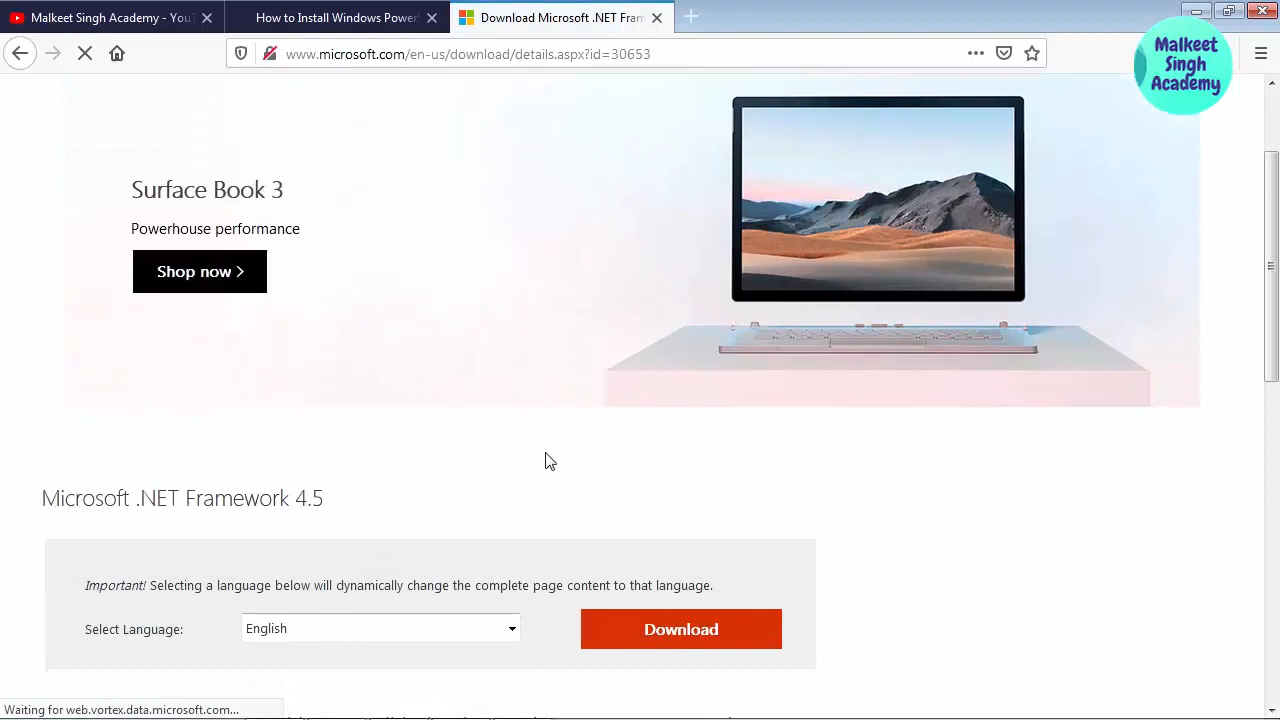 Malkeet Singh Academy - You
How to Install Windows Power
Download Microsoft .NET Fram
www.microsoft.com/en-us/download/details.aspx?id=30653
Malkeet
Singh
Academy
Surface Book 3
Powerhouse performance
Shop now >
Microsoft .NET Framework 4.5
Important! Selecting a language below will dynamically change the complete page content to that language.
Select Language:
English
Download
Waiting for web.vortex.data.microsoft.com...